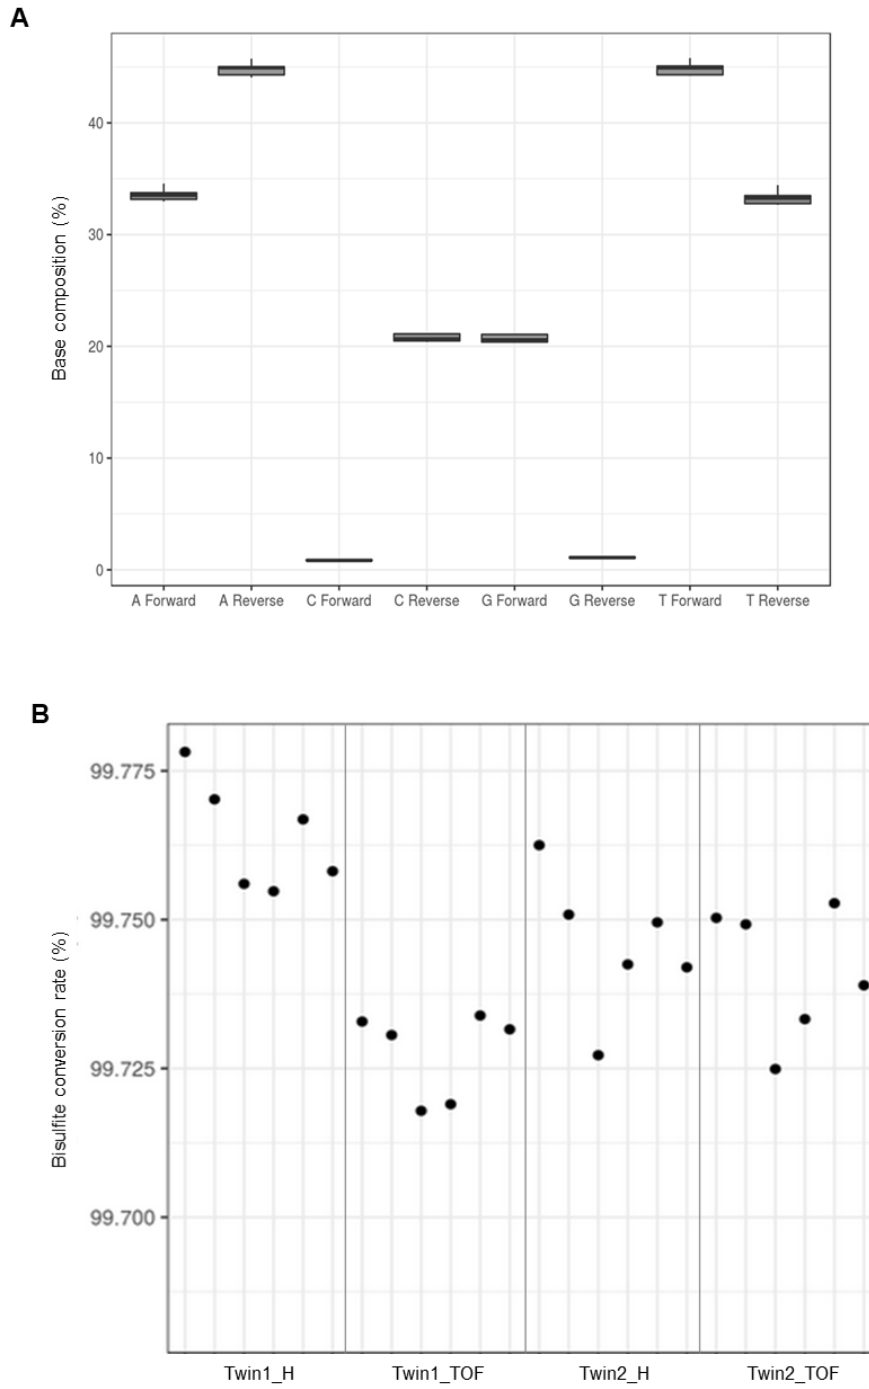 A
Base composition (%)
40
30
20
10
0
A Forward A Reverse C Forward C Reverse G Forward G Reverse T Forward T Reverse
B
Bisulfite conversion rate (%)
99.775
99.750
99.725
99.700
Twin1_H Twin1_TOF Twin2_H Twin2_TOF